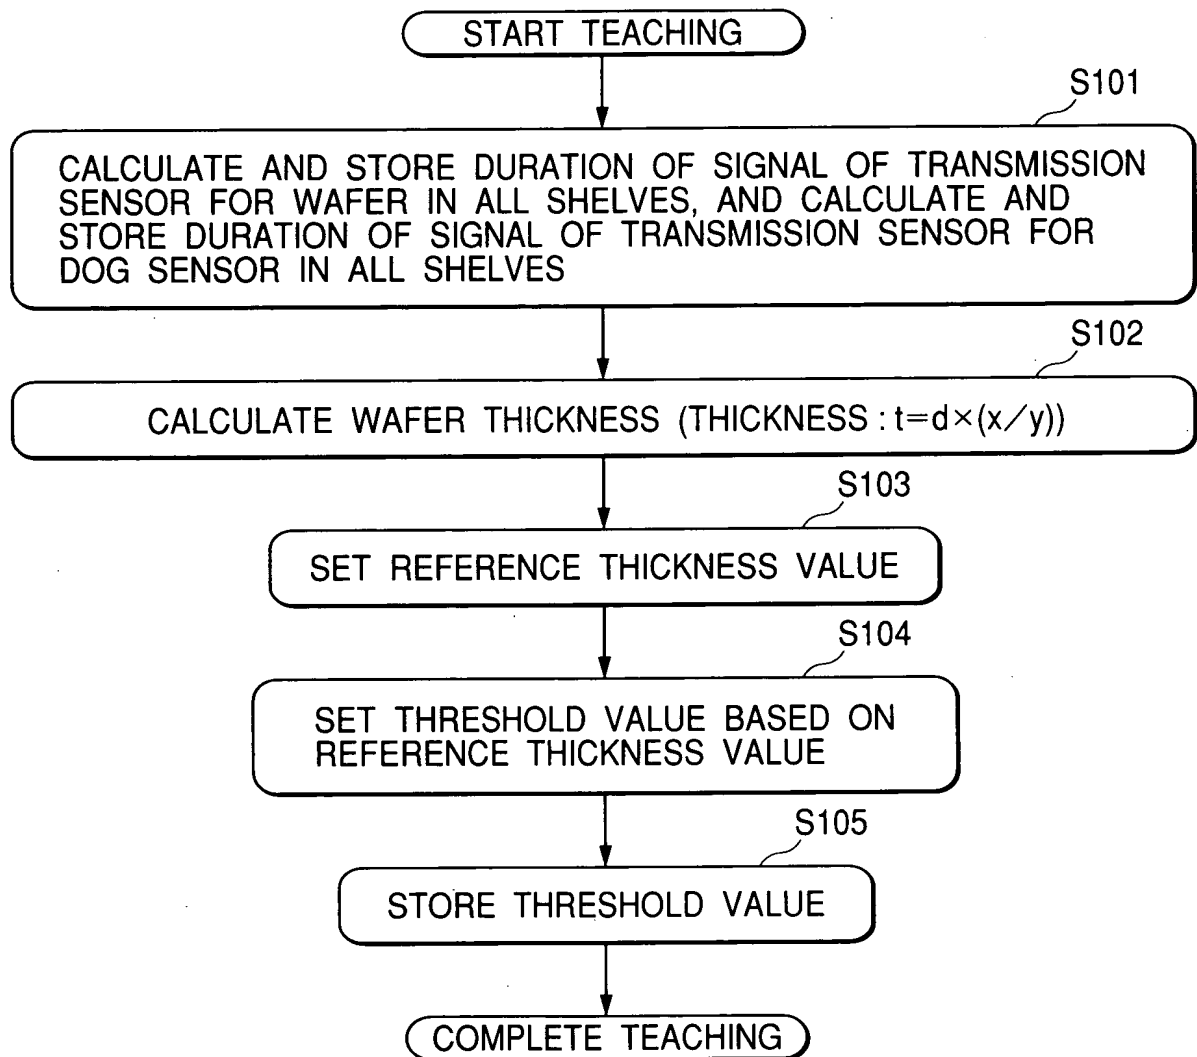 START TEACHING
S101
CALCULATE AND STORE DURATION OF SIGNAL OF TRANSMISSION
SENSOR FOR WAFER IN ALL SHELVES, AND CALCULATE AND
STORE DURATION OF SIGNAL OF TRANSMISSION SENSOR FOR
DOG SENSOR IN ALL SHELVES
S102
CALCULATE WAFER THICKNESS (THICKNESS : t=d×(x/y))
S103
SET REFERENCE THICKNESS VALUE
S104
SET THRESHOLD VALUE BASED ON
REFERENCE THICKNESS VALUE
S105
STORE THRESHOLD VALUE
COMPLETE TEACHING